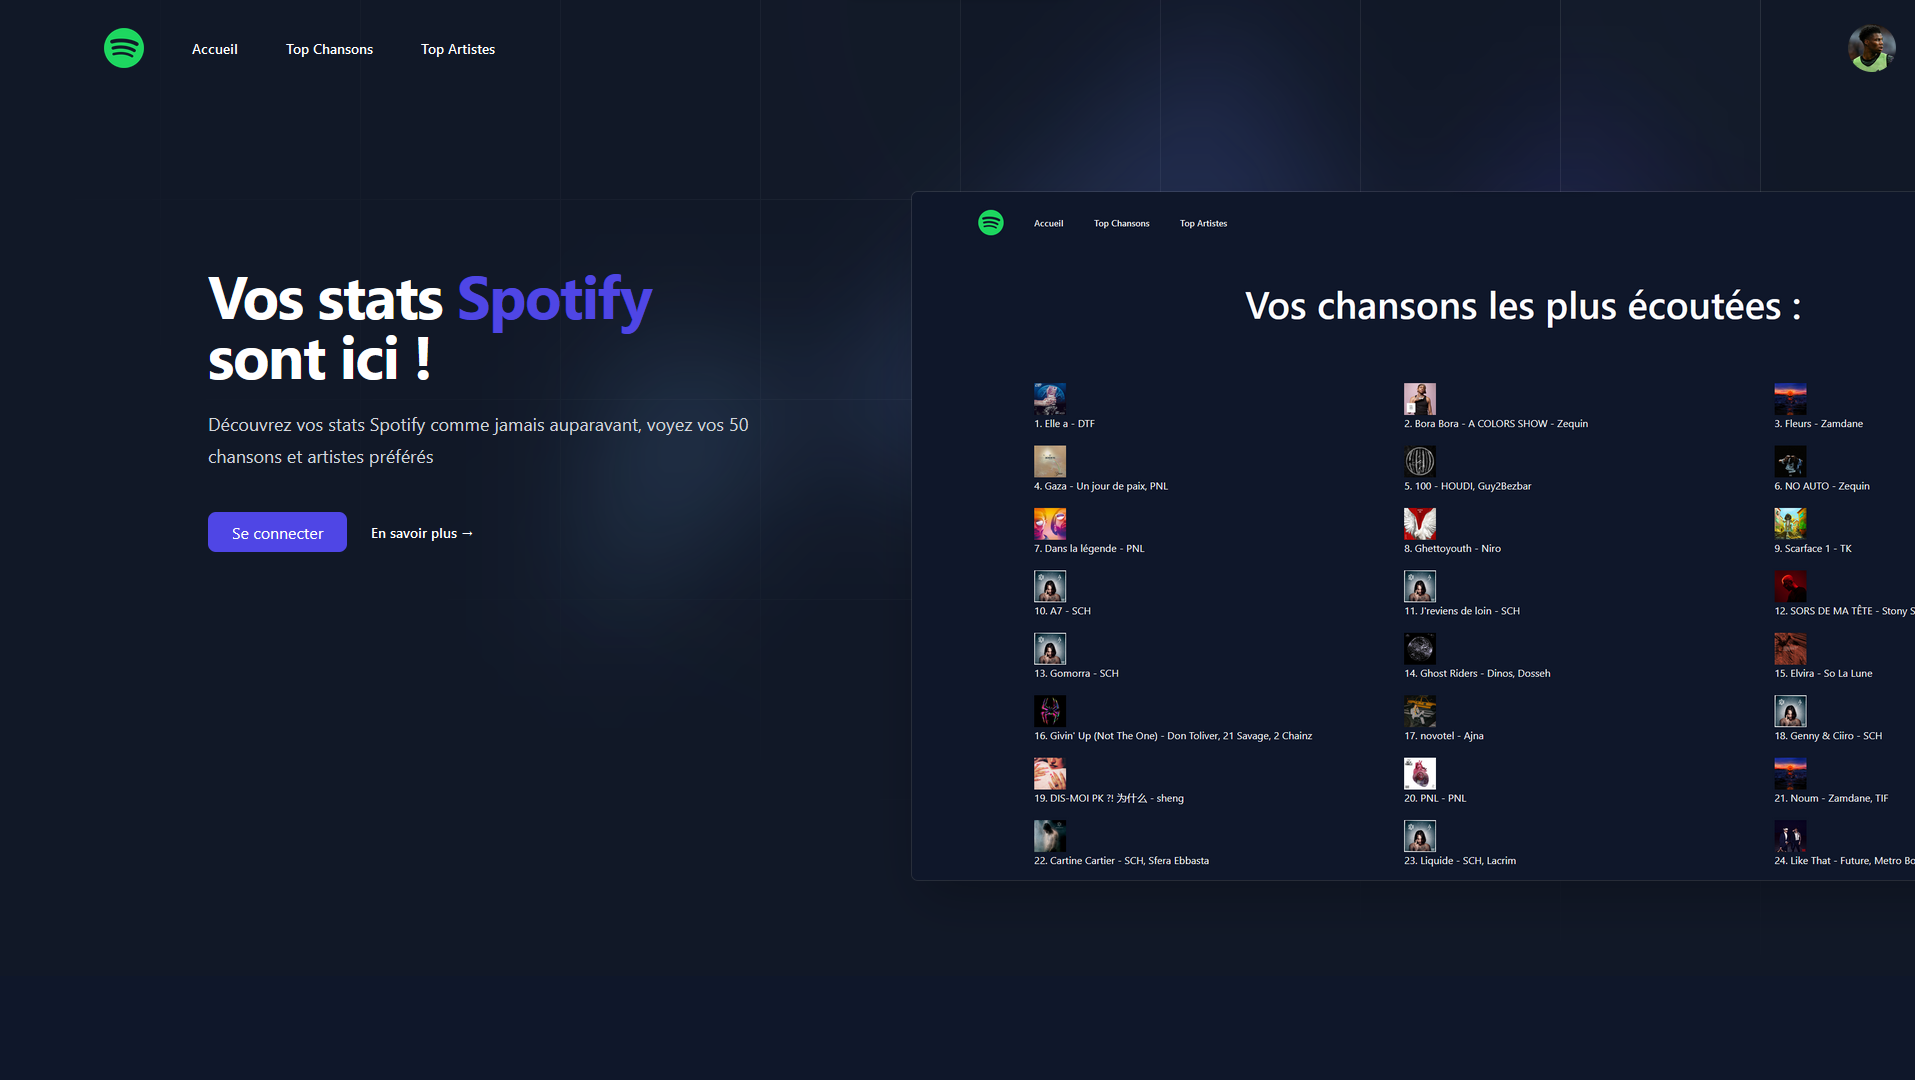 Accueil
Top Chansons
Top Artistes
Vos stats Spotify
sont ici !
Découvrez vos stats Spotify comme jamais auparavant, voyez vos 50
chansons et artistes préférés
Se connecter
En savoir plus →
Accueil
Top Chansons
Top Artistes
Vos chansons les plus écoutées :
1. Elle a - DTF
2. Bora Bora - A COLORS SHOW - Zequin
3. Fleurs - Zamdane
4. Gaza - Un jour de paix, PNL
5. 100 - HOUDI, Guy2Bezbar
6. NO AUTO - Zequin
7. Dans la légende - PNL
8. Ghettoyouth - Niro
9. Scarface 1 - TK
10. A7 - SCH
11. J'reviens de loin - SCH
12. SORS DE MA TÊTE - Stony S
13. Gomorra - SCH
14. Ghost Riders - Dinos, Dosseh
15. Elvira - So La Lune
16. Givin' Up (Not The One) - Don Toliver, 21 Savage, 2 Chainz
17. novotel - Ajna
18. Genny & Ciiro - SCH
19. DIS-MOI PK ?! 为什么 - sheng
20. PNL - PNL
21. Noum - Zamdane, TIF
22. Cartine Cartier - SCH, Sfera Ebbasta
23. Liquide - SCH, Lacrim
24. Like That - Future, Metro Bo